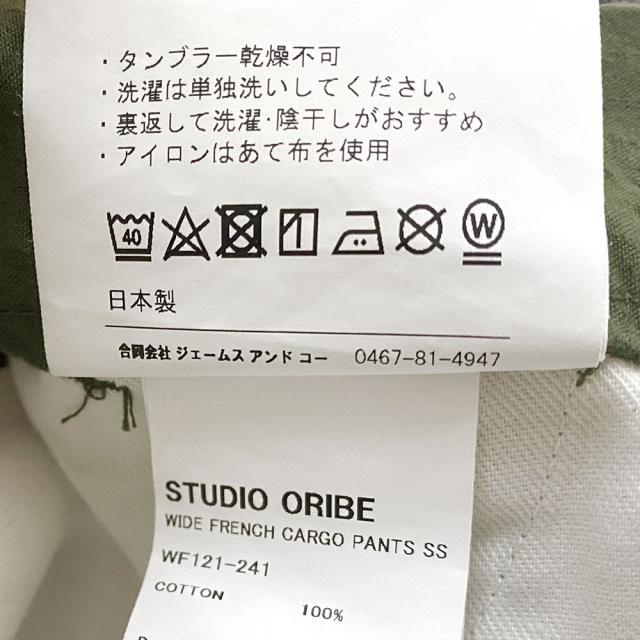 ・タンブラー乾燥不可
・洗濯は単独洗いしてください。
・裏返して洗濯・陰干しがおすすめ
・アイロンはあて布を使用
40 W
日本製
合同会社 ジェームス アンド コー 0467-81-4947
STUDIO ORIBE
WIDE FRENCH CARGO PANTS SS
WF121-241
COTTON 100%